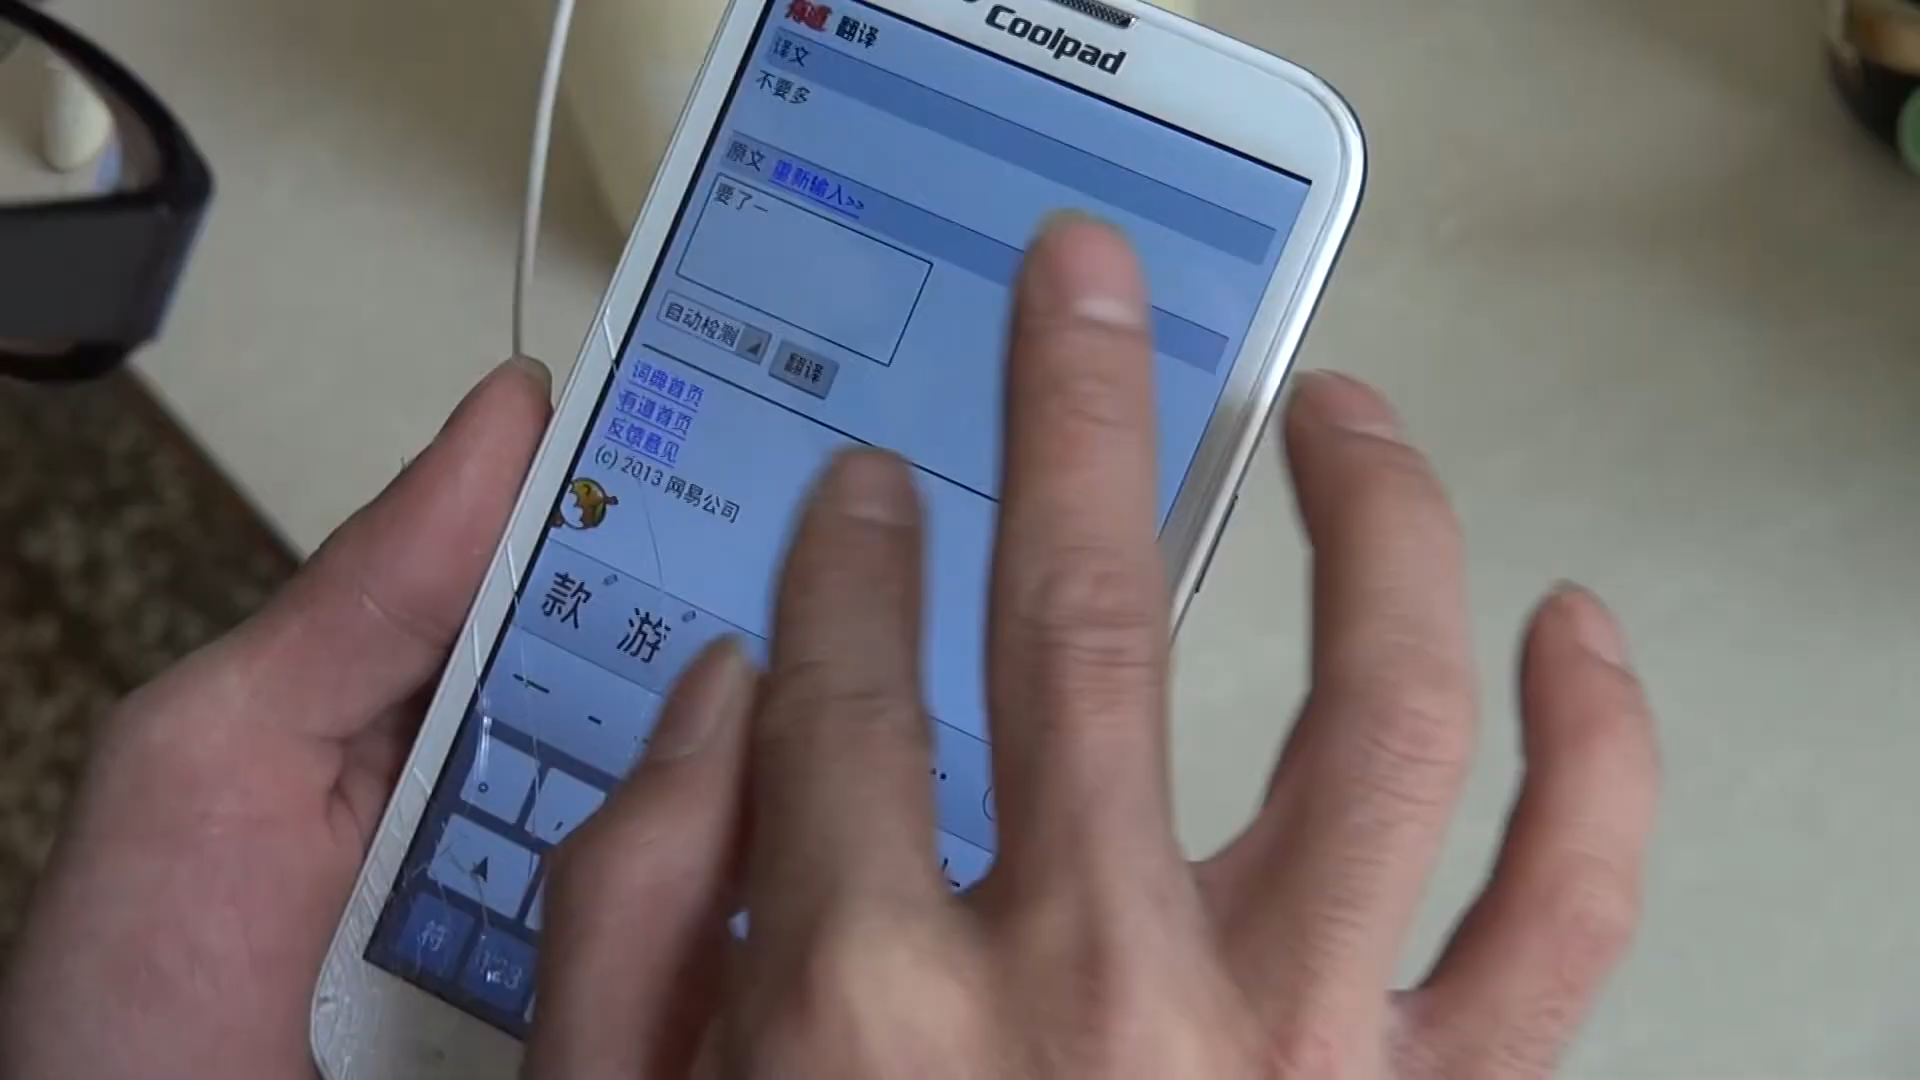 Coolpad
有道 翻译
译文
不要多
原文 重新输入>>
要了一
自动检测 翻译
词典首页
有道首页
反馈意见
(c) 2013 网易公司
款 游
符 123